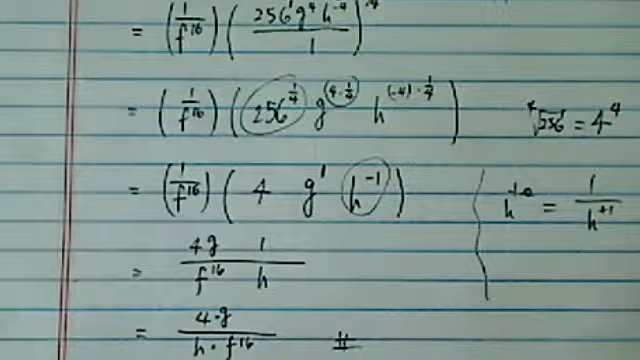 = (1/f^16) (256^1 g^4 h^-4 / 1)^1/4
= (1/f^16) (256^1/4 g^(4·1/4) h^(-4)·1/4) ⁴√256 = 4^4
= (1/f^16) (4 g^1 h^-1) h^-1 = 1/h^+1
= 4g 1 / f^16 h
= 4·g / h·f^16 #